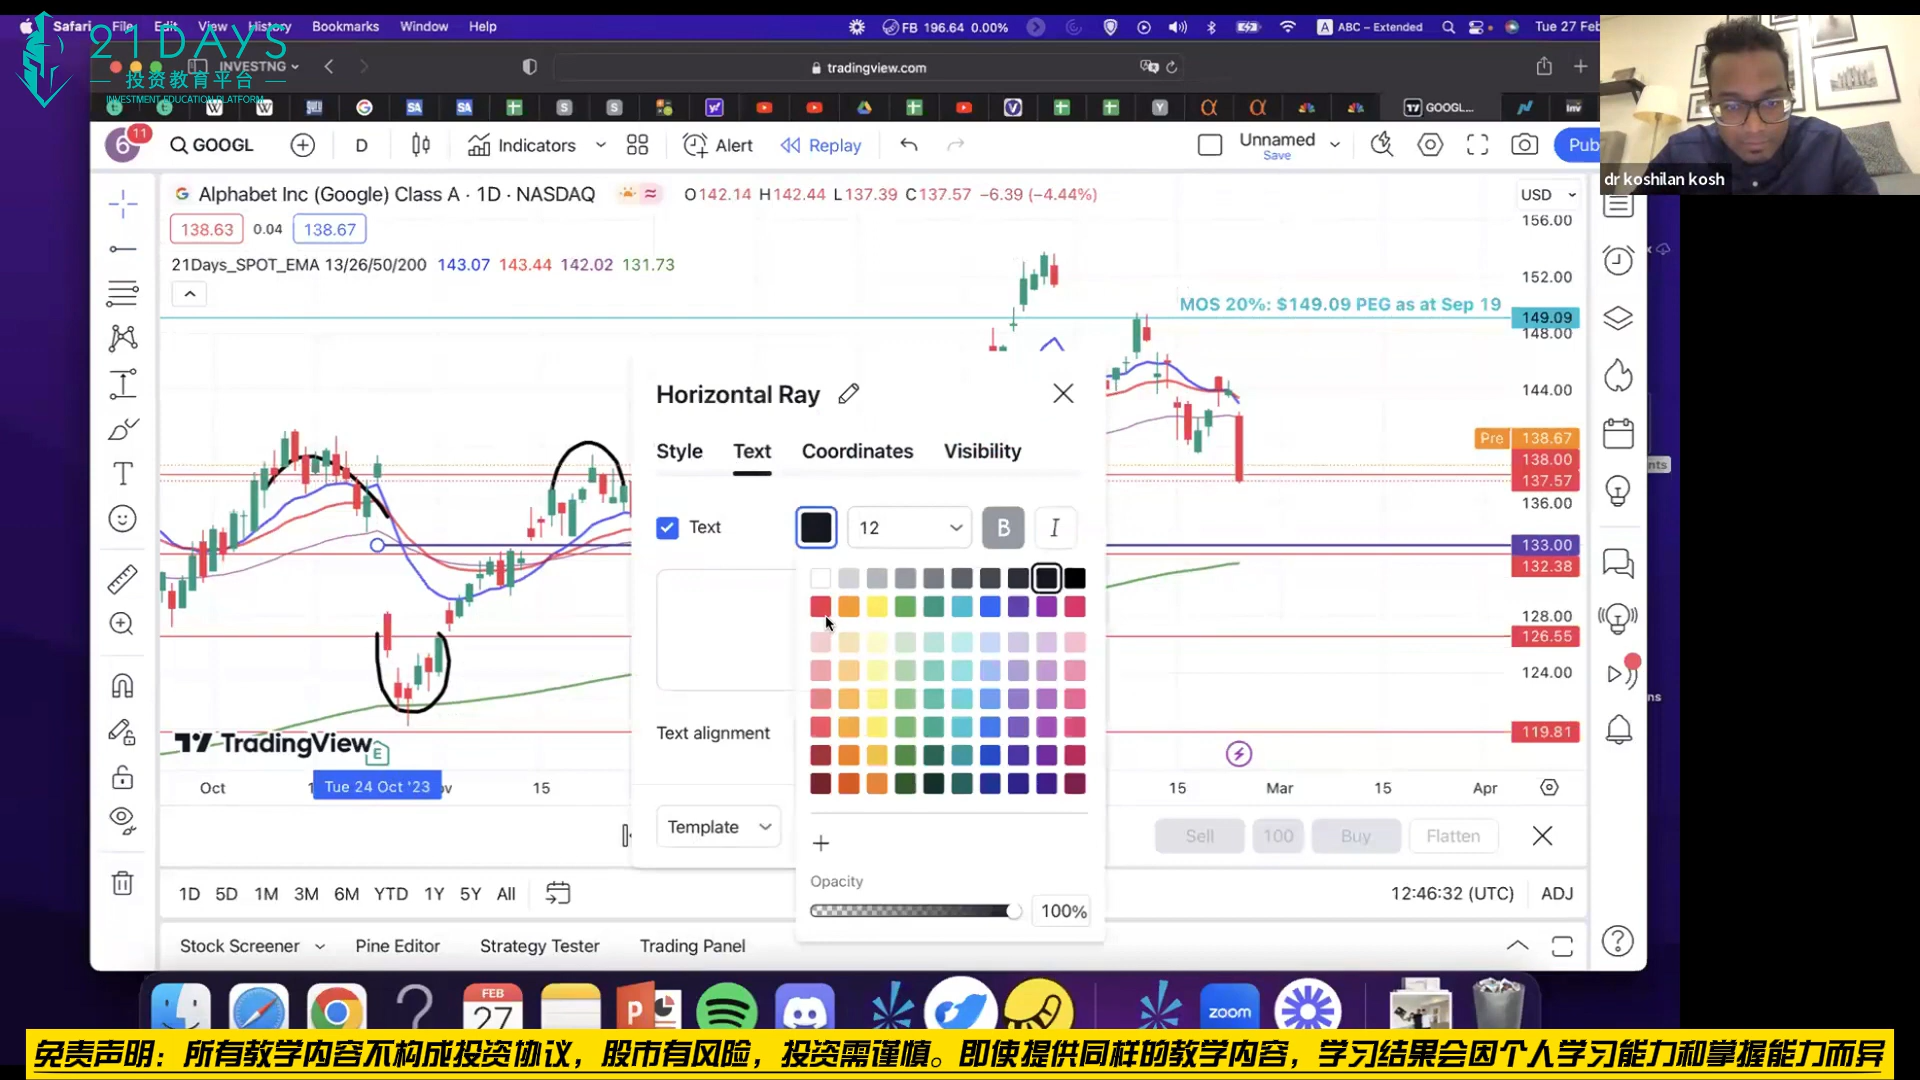 Safari File Edit View History Bookmarks Window Help FB 196.64 0.00% A ABC – Extended Tue 27 Feb
21DAYS
投资教育平台
INVESTMENT EDUCATION PLATFORM
INVESTNG tradingview.com
W W G SA SA S S Y GOOGL... Inv
6 11 GOOGL D Indicators Alert Replay Unnamed Save Pub
dr koshilan kosh
Alphabet Inc (Google) Class A · 1D · NASDAQ O142.14 H142.44 L137.39 C137.57 −6.39 (−4.44%) USD
138.63 0.04 138.67
156.00
21Days_SPOT_EMA 13/26/50/200 143.07 143.44 142.02 131.73
152.00
MOS 20%: $149.09 PEG as at Sep 19 149.09
148.00
144.00
Horizontal Ray
Style Text Coordinates Visibility
Pre 138.67
138.00
137.57
136.00
Text 12 B I
133.00
132.38
128.00
126.55
124.00
Text alignment
119.81
TradingView
E
Oct Tue 24 Oct '23 15 15 Mar 15 Apr
Template
Sell 100 Buy Flatten
Opacity
100%
1D 5D 1M 3M 6M YTD 1Y 5Y All 12:46:32 (UTC) ADJ
Stock Screener Pine Editor Strategy Tester Trading Panel
FEB
27
zoom
免责声明：所有教学内容不构成投资协议，股市有风险，投资需谨慎。即使提供同样的教学内容，学习结果会因个人学习能力和掌握能力而异